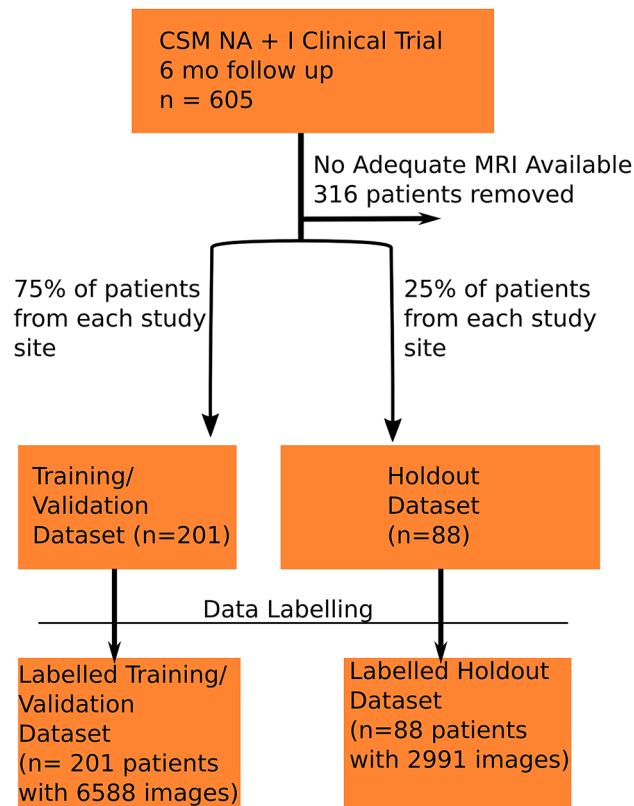 CSM NA + I Clinical Trial
6 mo follow up
n = 605
No Adequate MRI Available
316 patients removed
75% of patients
from each study
site
25% of patients
from each study
site
Training/
Validation
Dataset (n=201)
Holdout
Dataset
(n=88)
Data Labelling
Labelled Training/
Validation
Dataset
(n= 201 patients
with 6588 images)
Labelled Holdout
Dataset
(n=88 patients
with 2991 images)